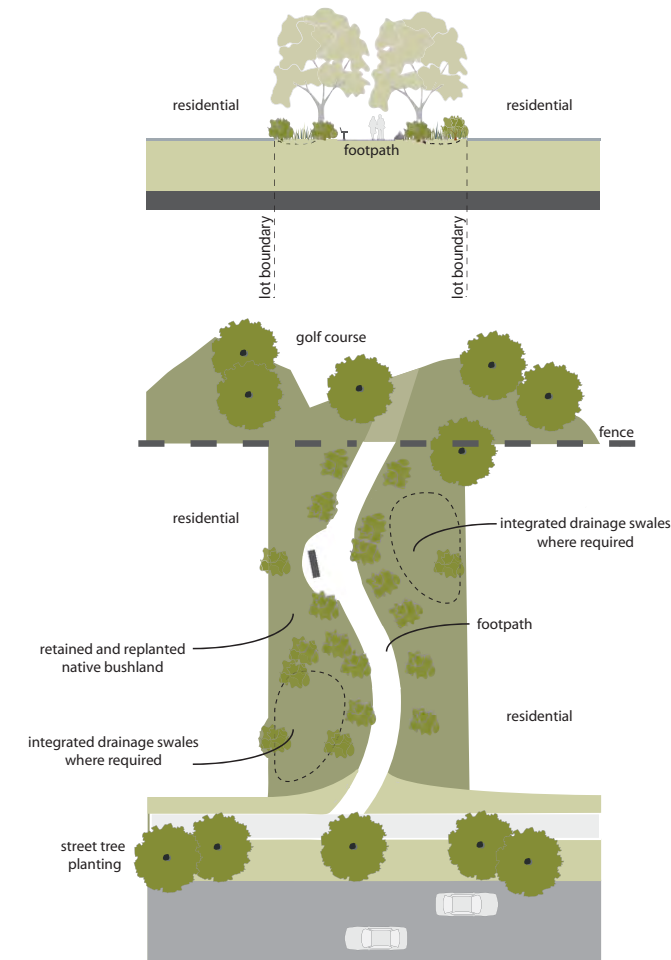 residential
residential
footpath
lot boundary
lot boundary
golf course
fence
residential
integrated drainage swales
where required
footpath
retained and replanted
native bushland
residential
integrated drainage swales
where required
street tree
planting